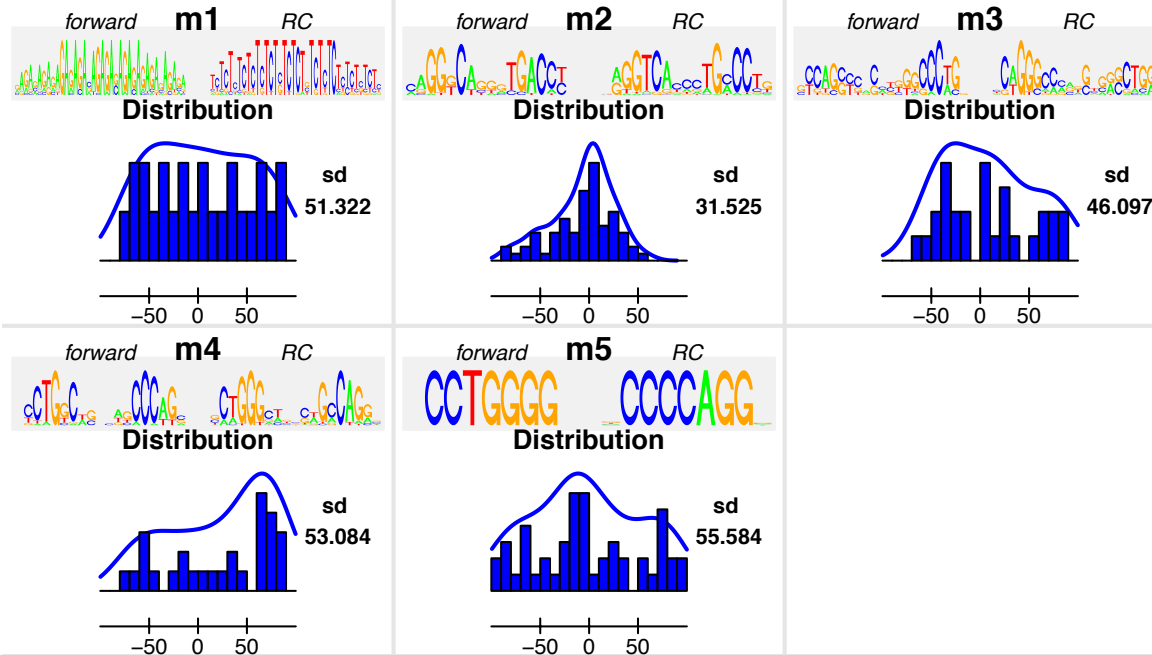 forward m1 RC
Distribution
sd
51.322
−50 0 50
forward m2 RC
Distribution
sd
31.525
−50 0 50
forward m3 RC
Distribution
sd
46.097
−50 0 50
forward m4 RC
Distribution
sd
53.084
−50 0 50
forward m5 RC
CCTGGGG CCCCAGG
Distribution
sd
55.584
−50 0 50